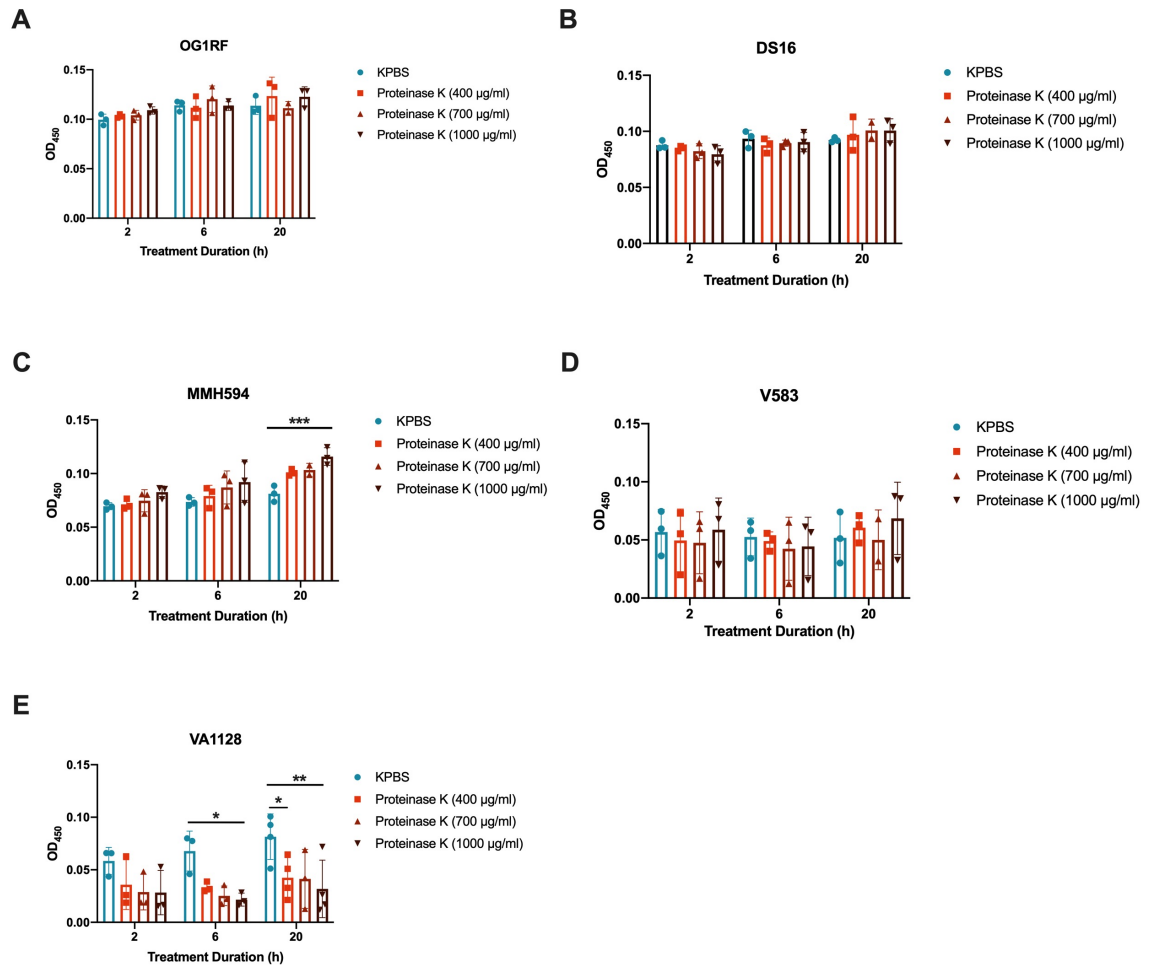 A
OG1RF
0.15
0.10
0.05
0.00
OD450
2
6
20
Treatment Duration (h)
KPBS
Proteinase K (400 µg/ml)
Proteinase K (700 µg/ml)
Proteinase K (1000 µg/ml)
B
DS16
0.15
0.10
0.05
0.00
OD450
2
6
20
Treatment Duration (h)
KPBS
Proteinase K (400 µg/ml)
Proteinase K (700 µg/ml)
Proteinase K (1000 µg/ml)
C
MMH594
0.15
0.10
0.05
0.00
OD450
***
2
6
20
Treatment Duration (h)
KPBS
Proteinase K (400 µg/ml)
Proteinase K (700 µg/ml)
Proteinase K (1000 µg/ml)
D
V583
0.15
0.10
0.05
0.00
OD450
2
6
20
Treatment Duration (h)
KPBS
Proteinase K (400 µg/ml)
Proteinase K (700 µg/ml)
Proteinase K (1000 µg/ml)
E
VA1128
0.15
0.10
0.05
0.00
OD450
*
**
*
2
6
20
Treatment Duration (h)
KPBS
Proteinase K (400 µg/ml)
Proteinase K (700 µg/ml)
Proteinase K (1000 µg/ml)